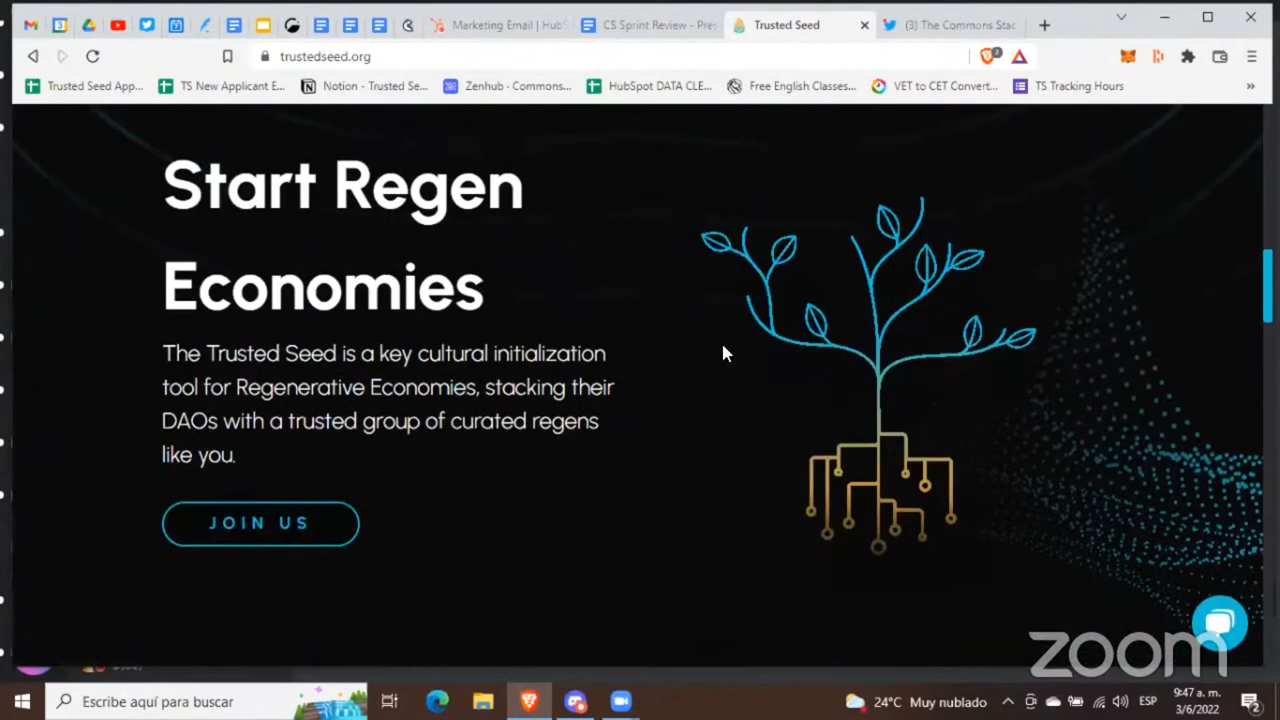 Marketing Email | HubS
CS Sprint Review - Pres
Trusted Seed
(3) The Commons Stac
trustedseed.org
2
Trusted Seed App...
TS New Applicant E...
Notion - Trusted Se...
Zenhub - Commons...
HubSpot DATA CLE...
Free English Classes...
VET to CET Convert...
TS Tracking Hours
»
Start Regen
Economies
The Trusted Seed is a key cultural initialization
tool for Regenerative Economies, stacking their
DAOs with a trusted group of curated regens
like you.
JOIN US
zoom
Escribe aquí para buscar
24°C Muy nublado
ESP
9:47 a. m.
3/6/2022
2